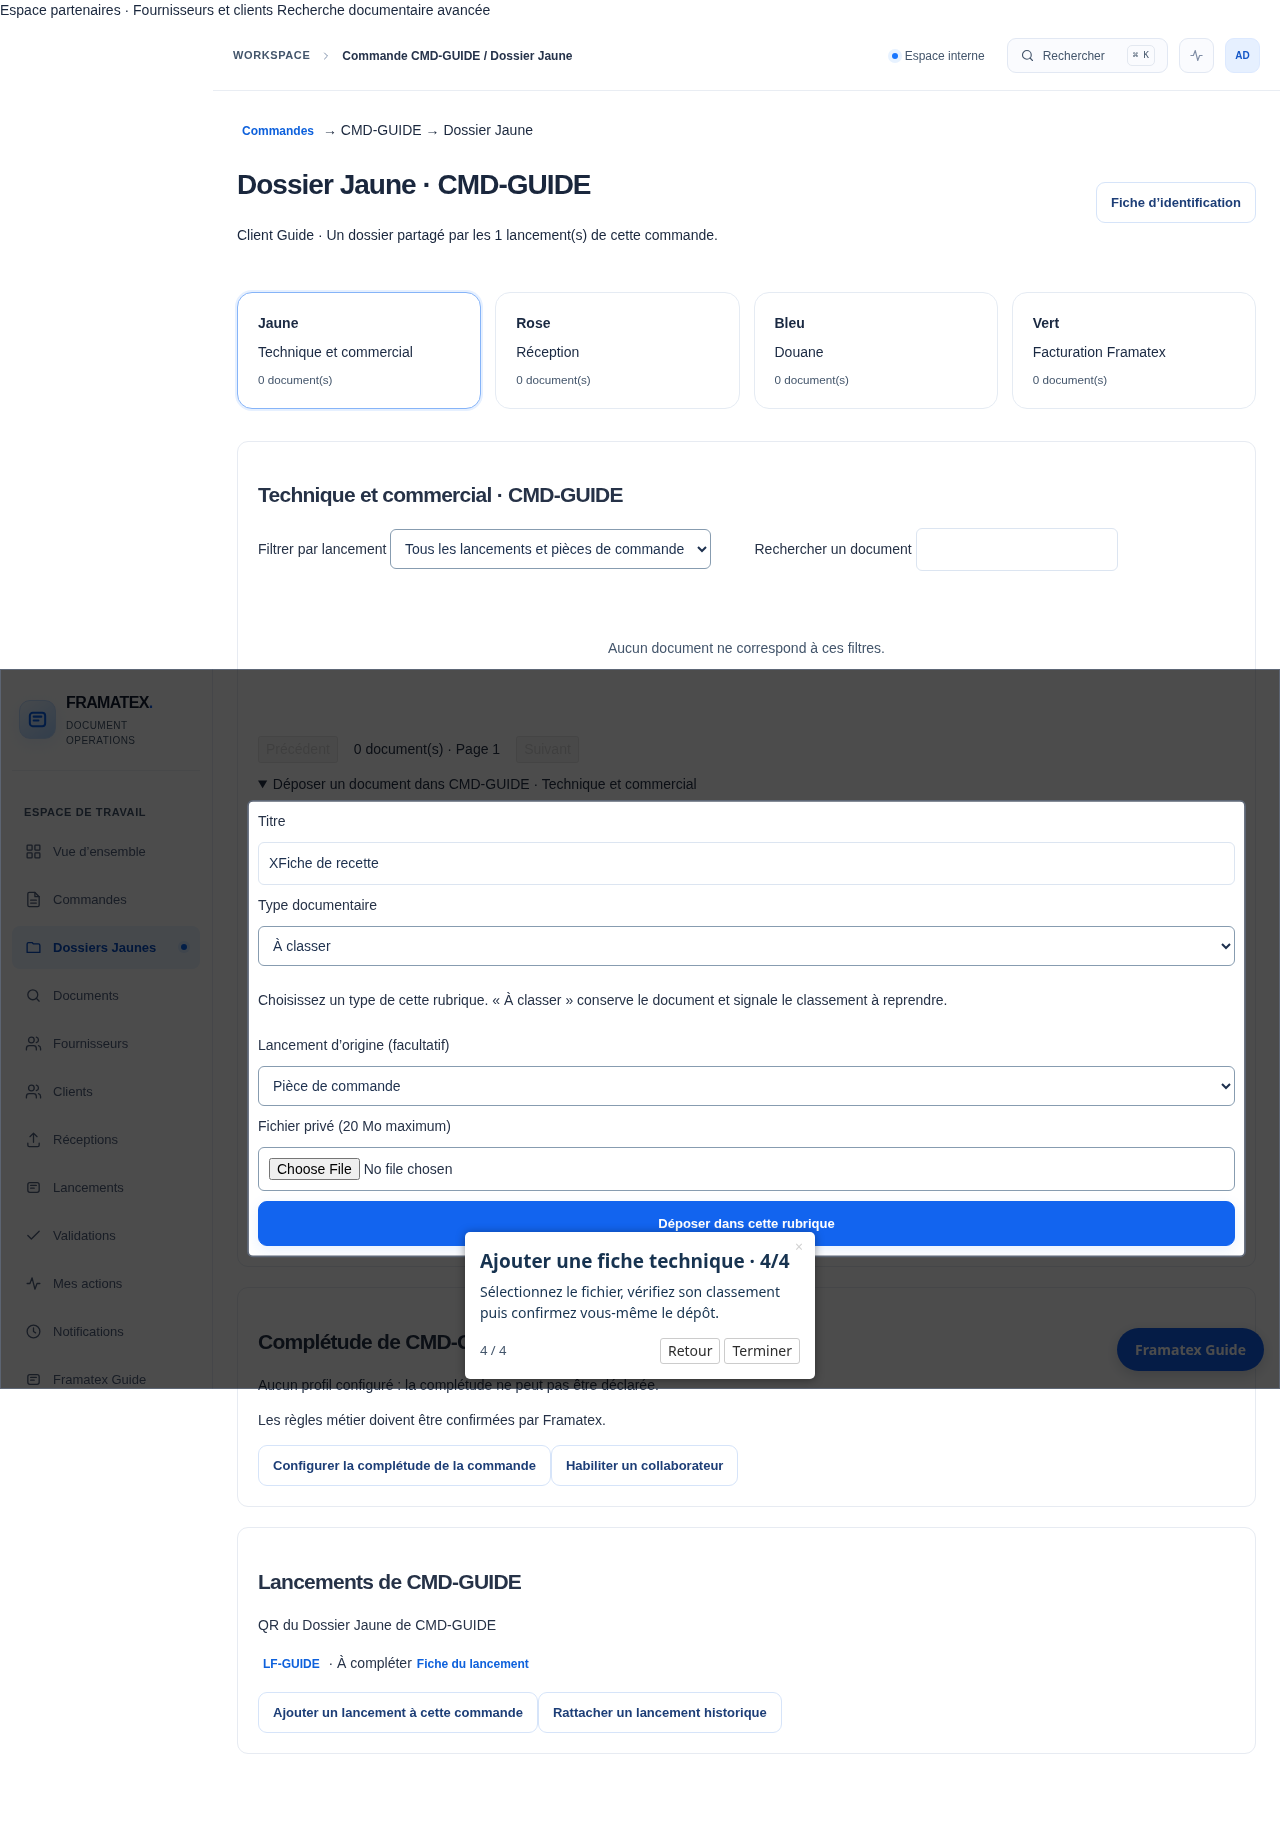 Espace partenaires · Fournisseurs et clients Recherche documentaire avancée
WORKSPACE > Commande CMD-GUIDE / Dossier Jaune
Espace interne
Rechercher ⌘ K
AD
Commandes → CMD-GUIDE → Dossier Jaune
Dossier Jaune · CMD-GUIDE
Fiche d’identification
Client Guide · Un dossier partagé par les 1 lancement(s) de cette commande.
Jaune
Technique et commercial
0 document(s)
Rose
Réception
0 document(s)
Bleu
Douane
0 document(s)
Vert
Facturation Framatex
0 document(s)
Technique et commercial · CMD-GUIDE
Filtrer par lancement Tous les lancements et pièces de commande
Rechercher un document
Aucun document ne correspond à ces filtres.
FRAMATEX.
DOCUMENT
OPERATIONS
ESPACE DE TRAVAIL
Vue d’ensemble
Commandes
Dossiers Jaunes
Documents
Fournisseurs
Clients
Réceptions
Lancements
Validations
Mes actions
Notifications
Framatex Guide
Précédent 0 document(s) · Page 1 Suivant
▼ Déposer un document dans CMD-GUIDE · Technique et commercial
Titre
XFiche de recette
Type documentaire
À classer
Choisissez un type de cette rubrique. « À classer » conserve le document et signale le classement à reprendre.
Lancement d’origine (facultatif)
Pièce de commande
Fichier privé (20 Mo maximum)
Choose File No file chosen
Déposer dans cette rubrique
×
Ajouter une fiche technique · 4/4
Sélectionnez le fichier, vérifiez son classement
puis confirmez vous-même le dépôt.
4 / 4
Retour
Terminer
Framatex Guide
Complétude de CMD-G
Aucun profil configuré : la complétude ne peut pas être déclarée.
Les règles métier doivent être confirmées par Framatex.
Configurer la complétude de la commande
Habiliter un collaborateur
Lancements de CMD-GUIDE
QR du Dossier Jaune de CMD-GUIDE
LF-GUIDE · À compléter Fiche du lancement
Ajouter un lancement à cette commande
Rattacher un lancement historique